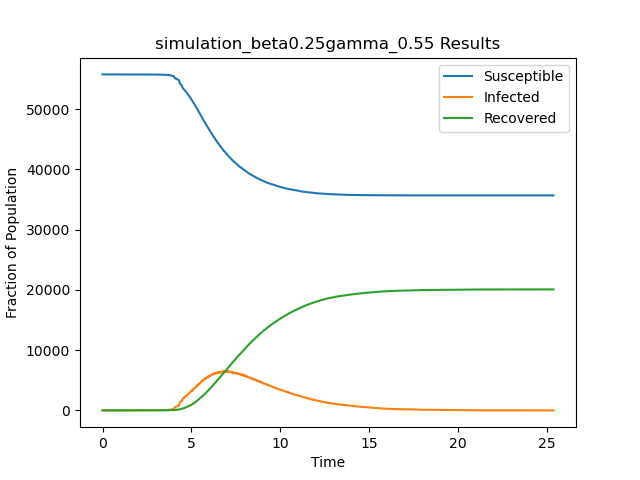 simulation_beta0.25gamma_0.55 Results
Susceptible
Infected
Recovered
Fraction of Population
50000
40000
30000
20000
10000
0
0 5 10 15 20 25
Time